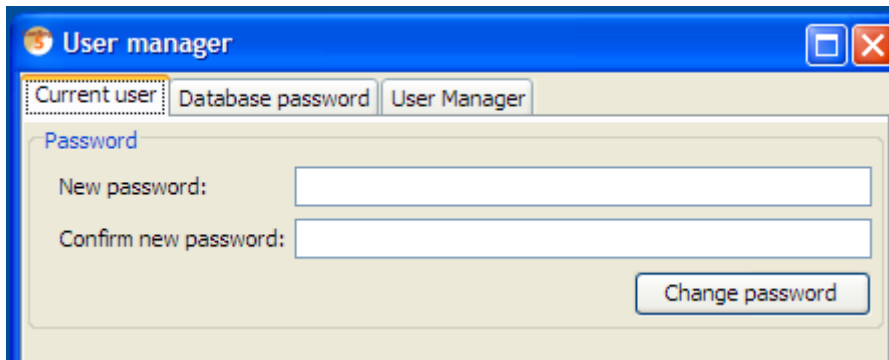 User manager
Current user Database password User Manager
Password
New password:
Confirm new password:
Change password